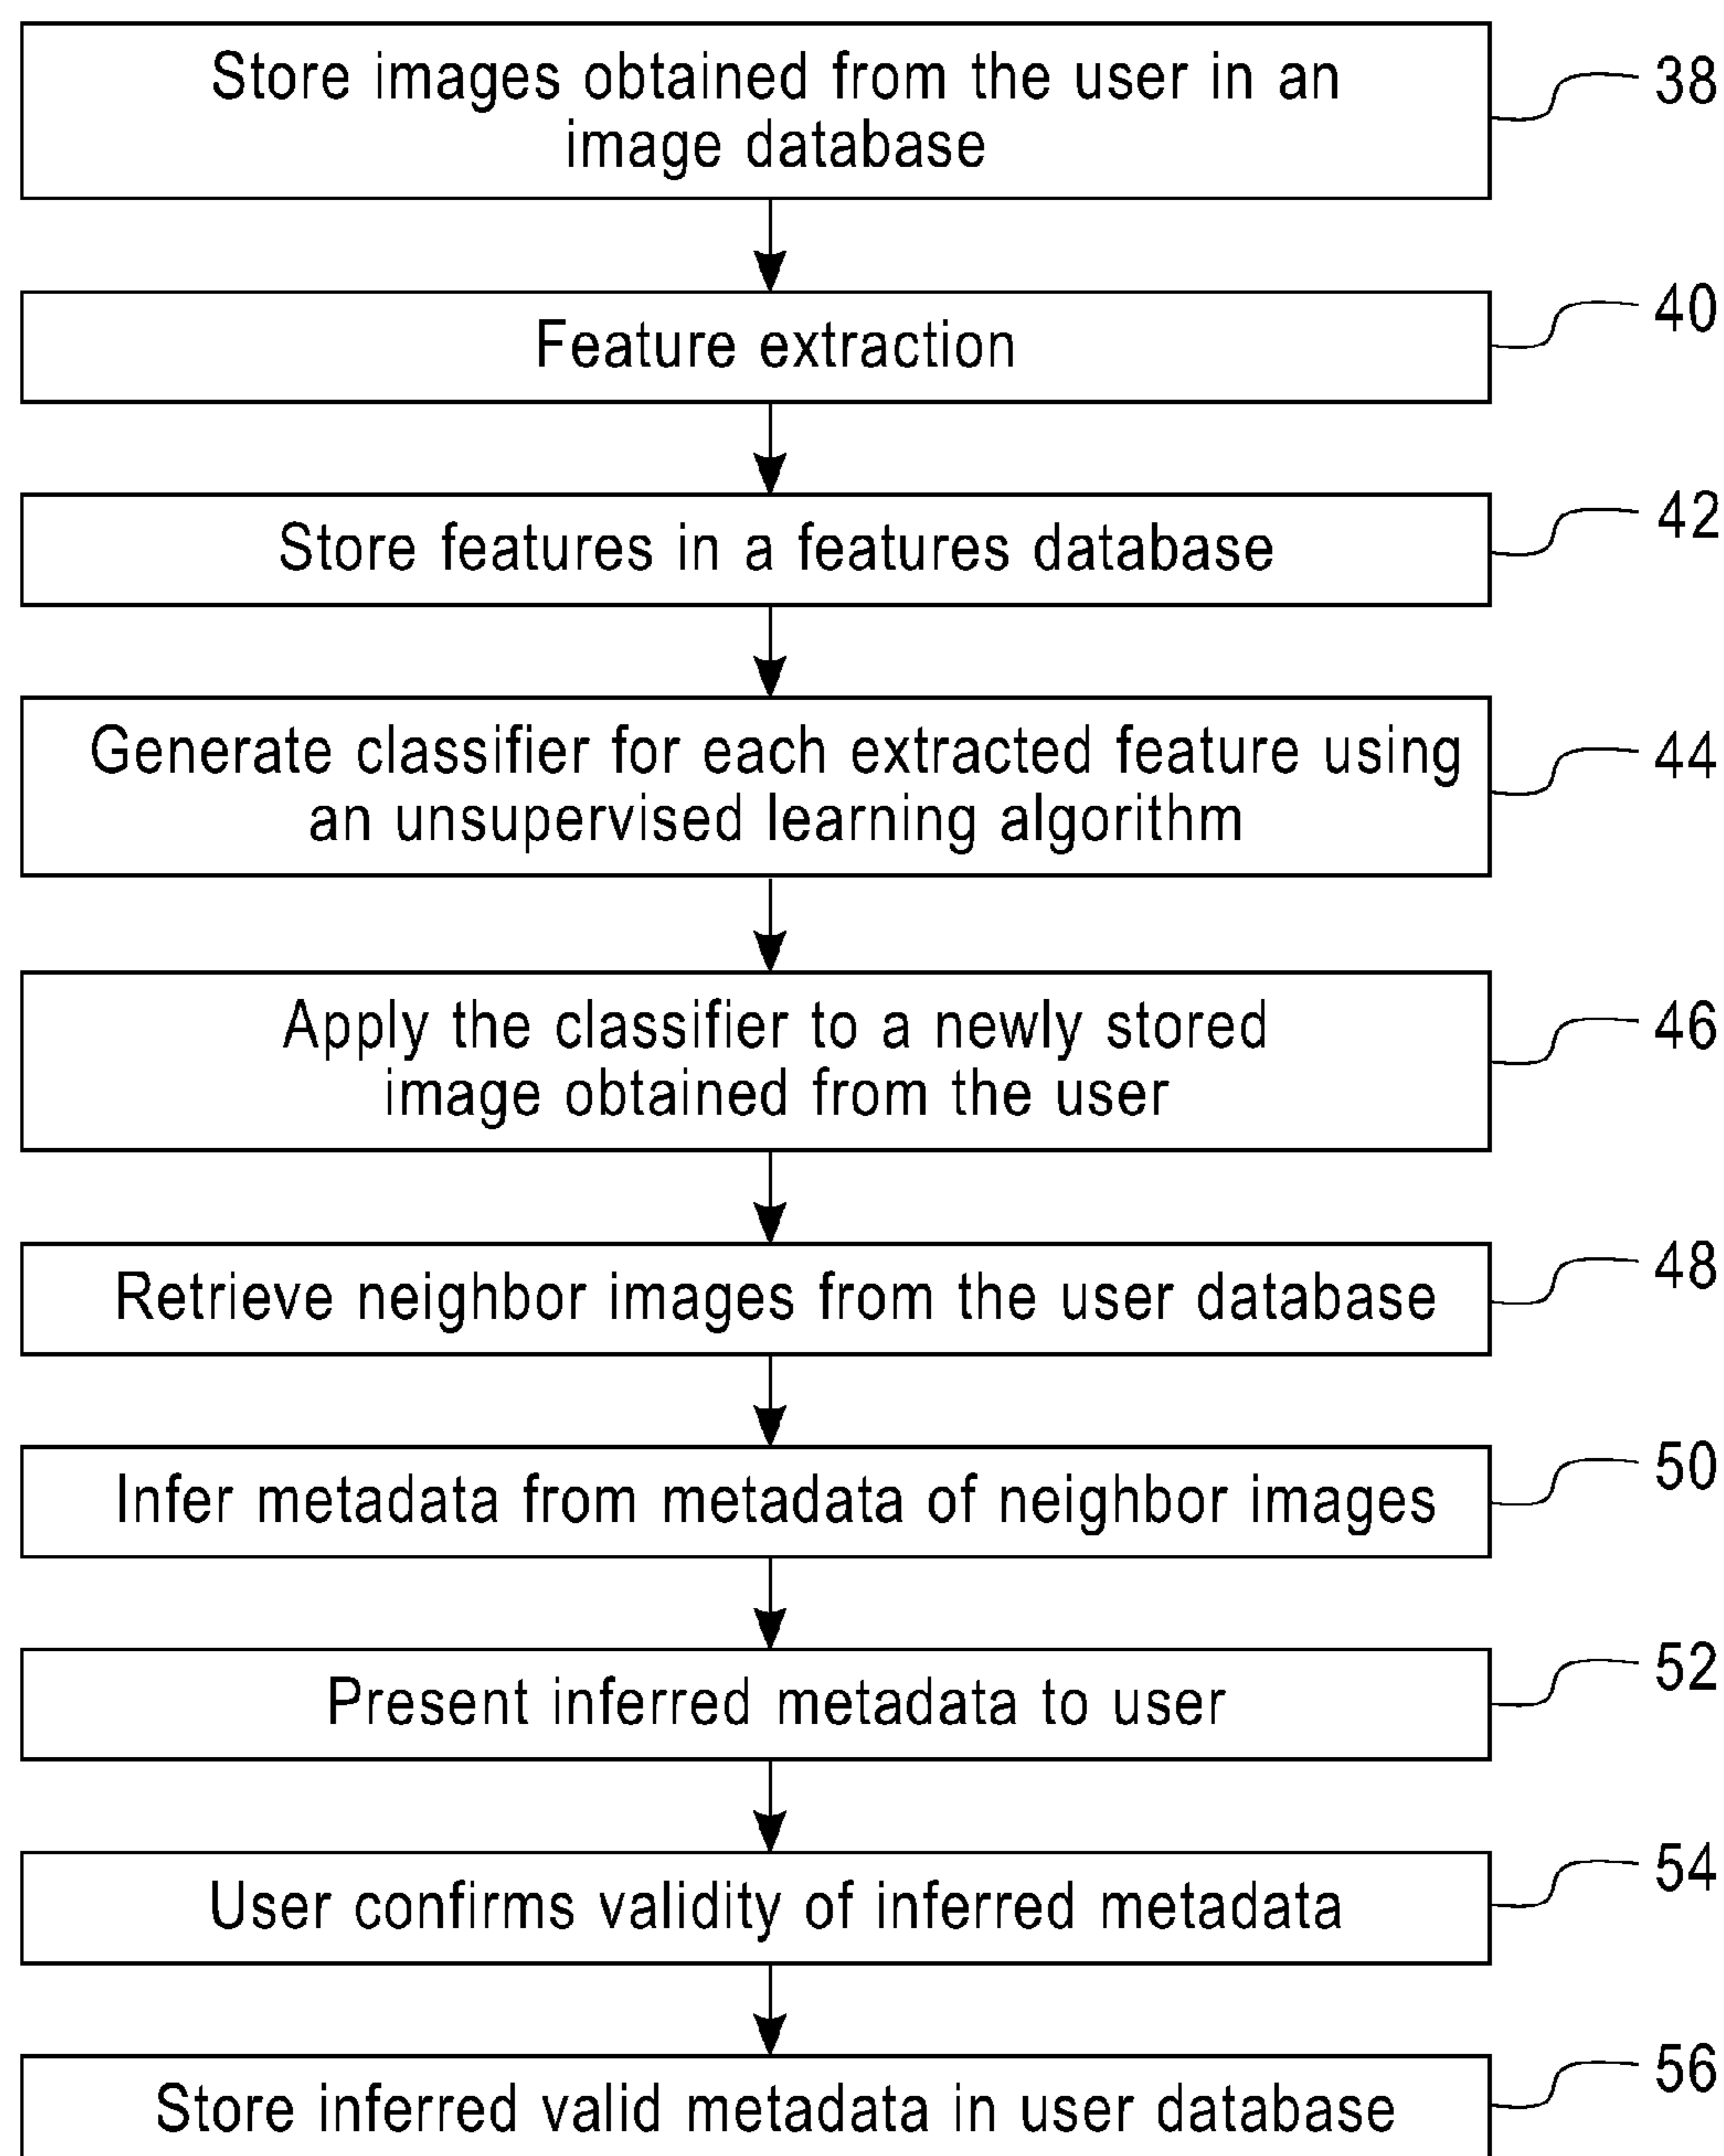 Store images obtained from the user in an
image database
38
Feature extraction
40
Store features in a features database
42
Generate classifier for each extracted feature using
an unsupervised learning algorithm
44
Apply the classifier to a newly stored
image obtained from the user
46
Retrieve neighbor images from the user database
48
Infer metadata from metadata of neighbor images
50
Present inferred metadata to user
52
User confirms validity of inferred metadata
54
Store inferred valid metadata in user database
56